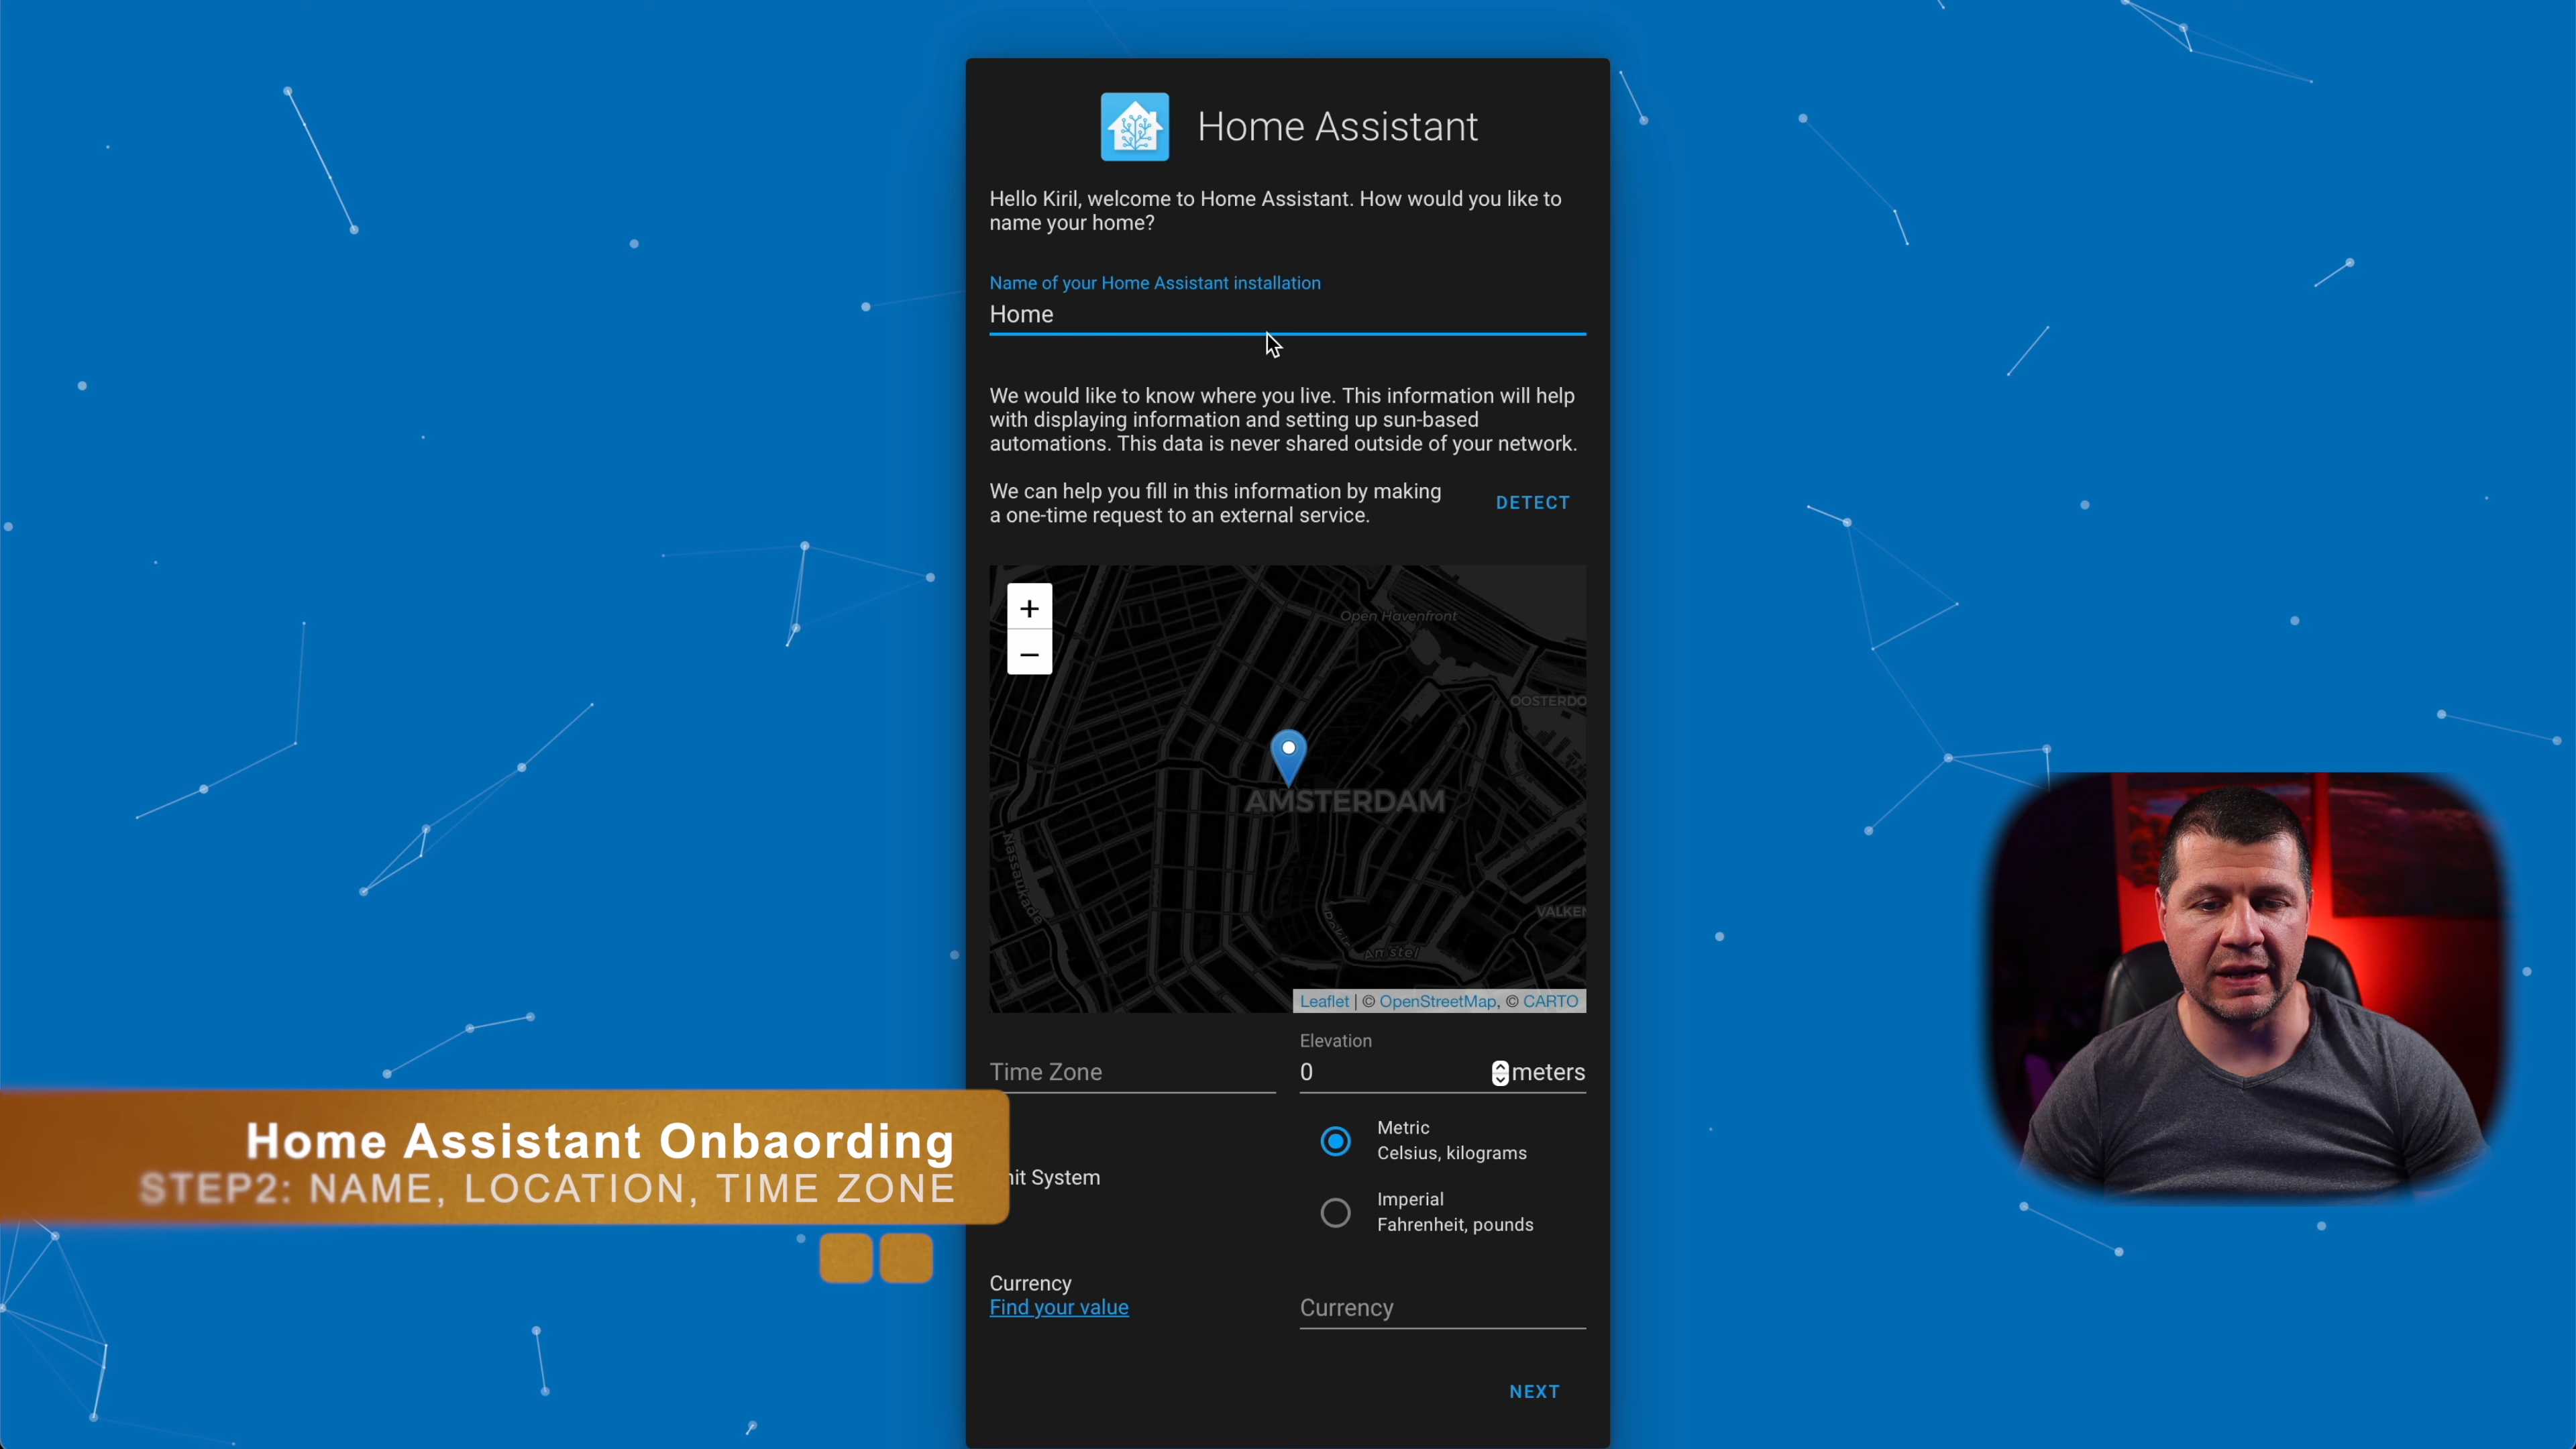 Home Assistant
Hello Kiril, welcome to Home Assistant. How would you like to
name your home?
Name of your Home Assistant installation
Home
We would like to know where you live. This information will help
with displaying information and setting up sun-based
automations. This data is never shared outside of your network.
We can help you fill in this information by making
a one-time request to an external service.
DETECT
+
−
Open Havenfront
OOSTERDO
AMSTERDAM
Nassaukade
VALKEN
Amstel
Leaflet | © OpenStreetMap, © CARTO
Time Zone
Elevation
0 meters
Home Assistant Onbaording
STEP2: NAME, LOCATION, TIME ZONE
nit System
Metric
Celsius, kilograms
Imperial
Fahrenheit, pounds
Currency
Find your value
Currency
NEXT